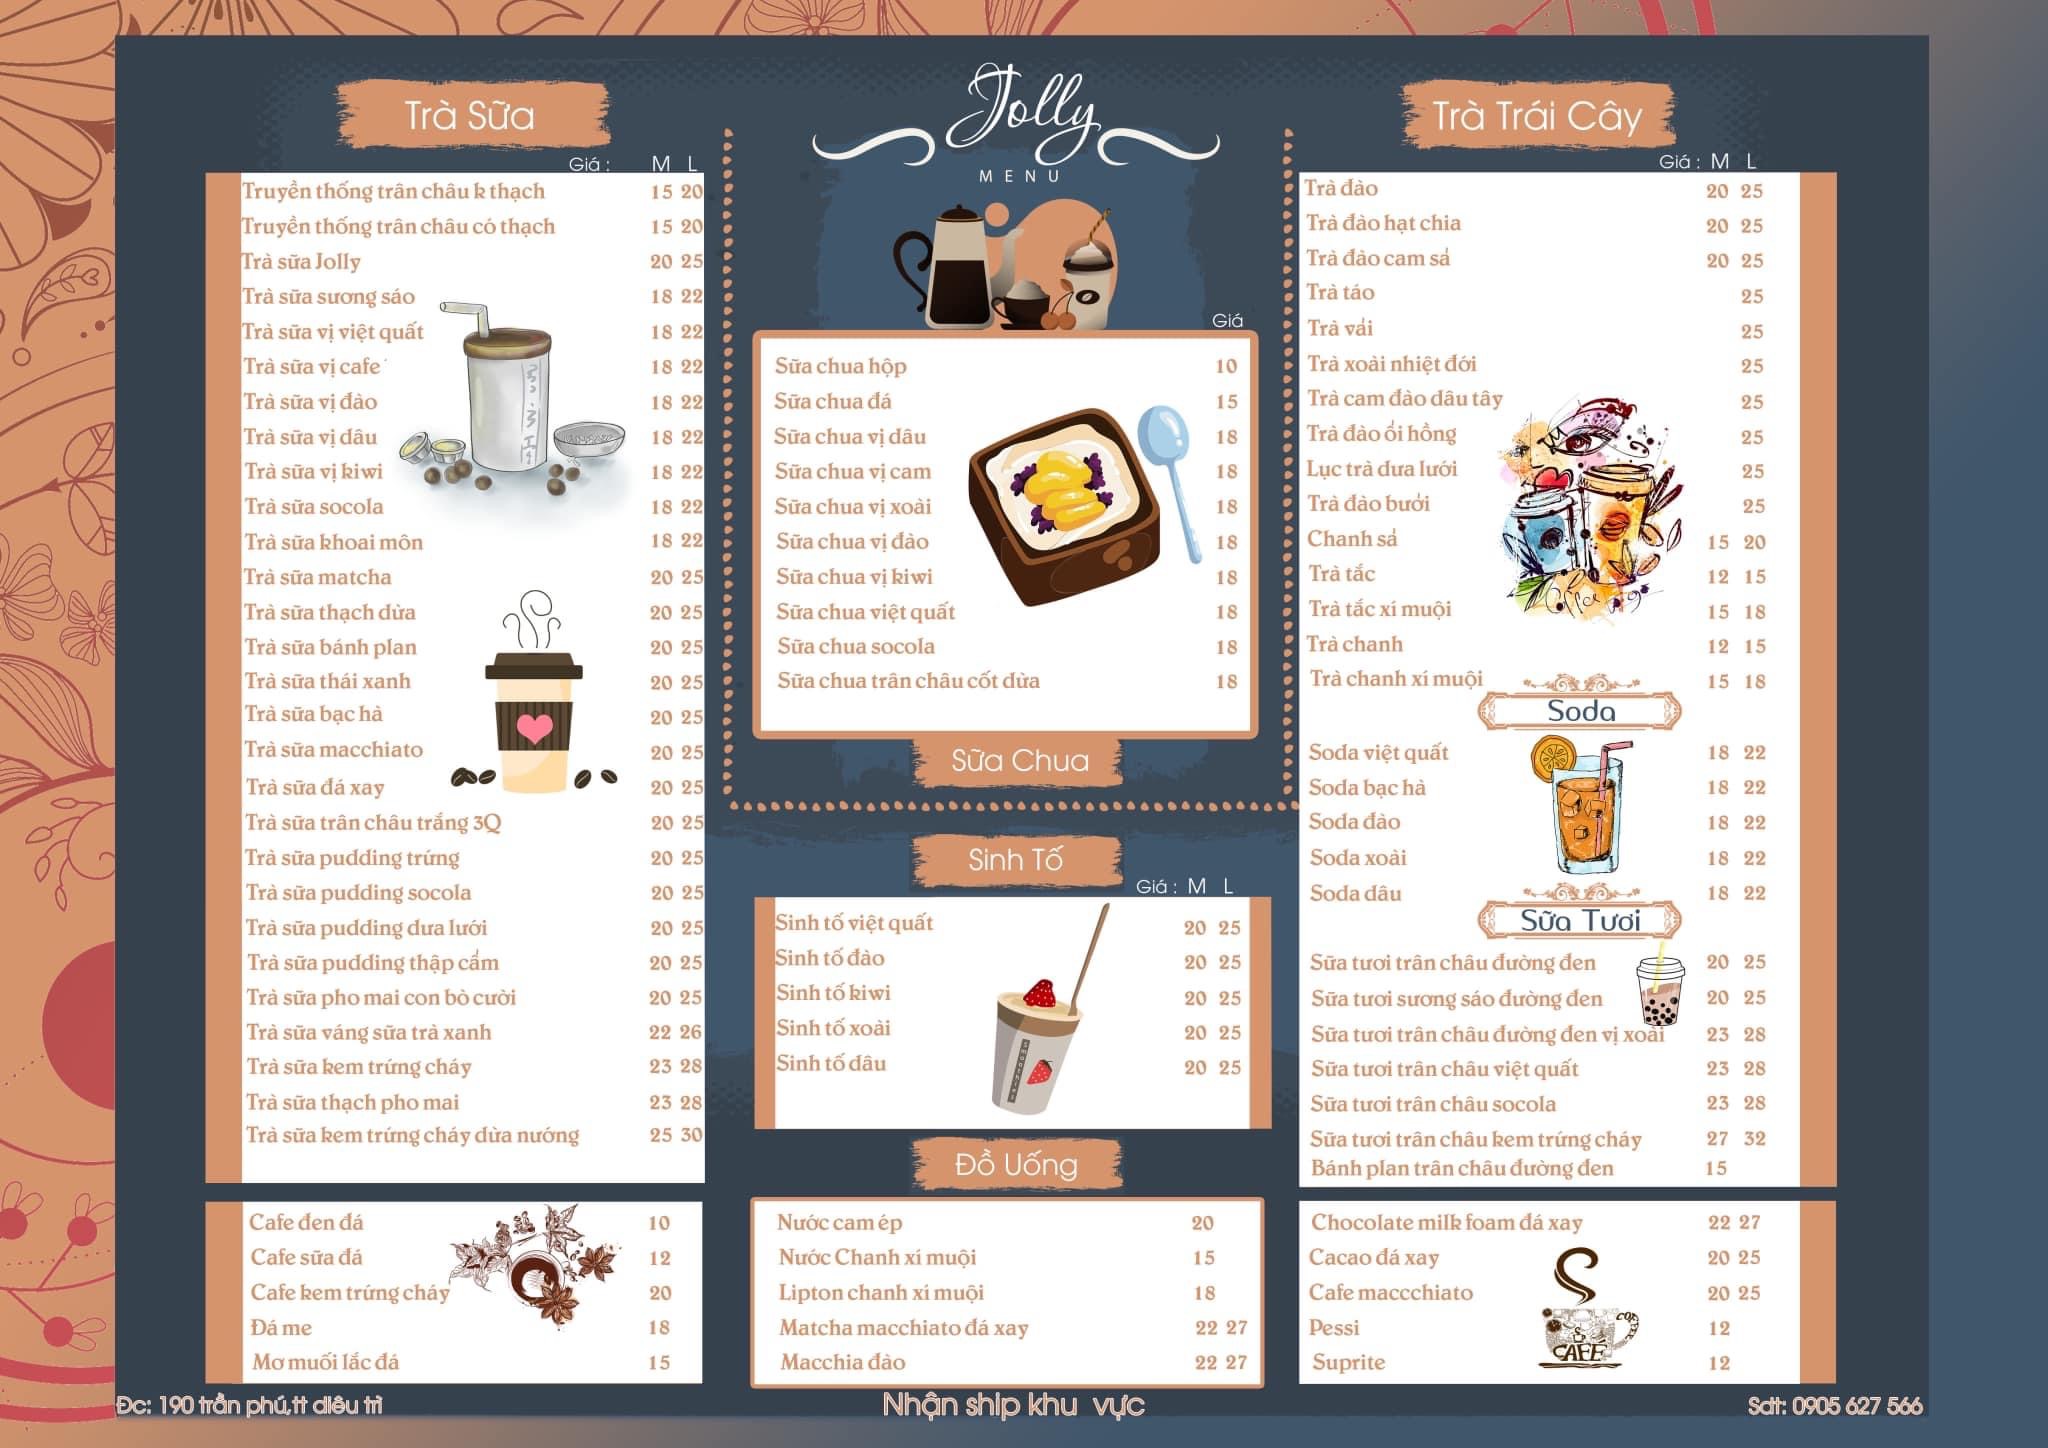 Trà Sữa
Giá : M L
Truyền thống trân châu k thạch 15 20
Truyền thống trân châu có thạch 15 20
Trà sữa Jolly 20 25
Trà sữa sương sáo 18 22
Trà sữa vị việt quất 18 22
Trà sữa vị cafe 18 22
Trà sữa vị đào 18 22
Trà sữa vị dâu 18 22
Trà sữa vị kiwi 18 22
Trà sữa socola 18 22
Trà sữa khoai môn 18 22
Trà sữa matcha 20 25
Trà sữa thạch dừa 20 25
Trà sữa bánh plan 20 25
Trà sữa thái xanh 20 25
Trà sữa bạc hà 20 25
Trà sữa macchiato 20 25
Trà sữa đá xay 20 25
Trà sữa trân châu trắng 3Q 20 25
Trà sữa pudding trứng 20 25
Trà sữa pudding socola 20 25
Trà sữa pudding dưa lưới 20 25
Trà sữa pudding thập cẩm 20 25
Trà sữa pho mai con bò cười 20 25
Trà sữa váng sữa trà xanh 22 26
Trà sữa kem trứng cháy 23 28
Trà sữa thạch pho mai 23 28
Trà sữa kem trứng cháy dừa nướng 25 30
Cafe đen đá 10
Cafe sữa đá 12
Cafe kem trứng cháy 20
Đá me 18
Mơ muối lắc đá 15
Jolly
MENU
Giá
Sữa chua hộp 10
Sữa chua đá 15
Sữa chua vị dâu 18
Sữa chua vị cam 18
Sữa chua vị xoài 18
Sữa chua vị đào 18
Sữa chua vị kiwi 18
Sữa chua việt quất 18
Sữa chua socola 18
Sữa chua trân châu cốt dừa 18
Sữa Chua
Sinh Tố
Giá : M L
Sinh tố việt quất 20 25
Sinh tố đào 20 25
Sinh tố kiwi 20 25
Sinh tố xoài 20 25
Sinh tố dâu 20 25
Smoothies
Đồ Uống
Nước cam ép 20
Nước Chanh xí muội 15
Lipton chanh xí muội 18
Matcha macchiato đá xay 22 27
Macchia đào 22 27
Trà Trái Cây
Giá : M L
Trà đào 20 25
Trà đào hạt chia 20 25
Trà đào cam sả 20 25
Trà táo 25
Trà vải 25
Trà xoài nhiệt đới 25
Trà cam đào dâu tây 25
Trà đào ổi hồng 25
Lục trà dưa lưới 25
Trà đào bưởi 25
Chanh sả 15 20
Trà tắc 12 15
Trà tắc xí muội 15 18
Trà chanh 12 15
Trà chanh xí muội 15 18
Coffee
Soda
Soda việt quất 18 22
Soda bạc hà 18 22
Soda đào 18 22
Soda xoài 18 22
Soda dâu 18 22
Sữa Tươi
Sữa tươi trân châu đường đen 20 25
Sữa tươi sương sáo đường đen 20 25
Sữa tươi trân châu đường đen vị xoài 23 28
Sữa tươi trân châu việt quất 23 28
Sữa tươi trân châu socola 23 28
Sữa tươi trân châu kem trứng cháy 27 32
Bánh plan trân châu đường đen 15
Chocolate milk foam đá xay 22 27
Cacao đá xay 20 25
Cafe maccchiato 20 25
Pessi 12
Suprite 12
COFFEE
CAFÉ
Đc: 190 trần phú,tt diêu trì
Nhận ship khu vực
Sdt: 0905 627 566